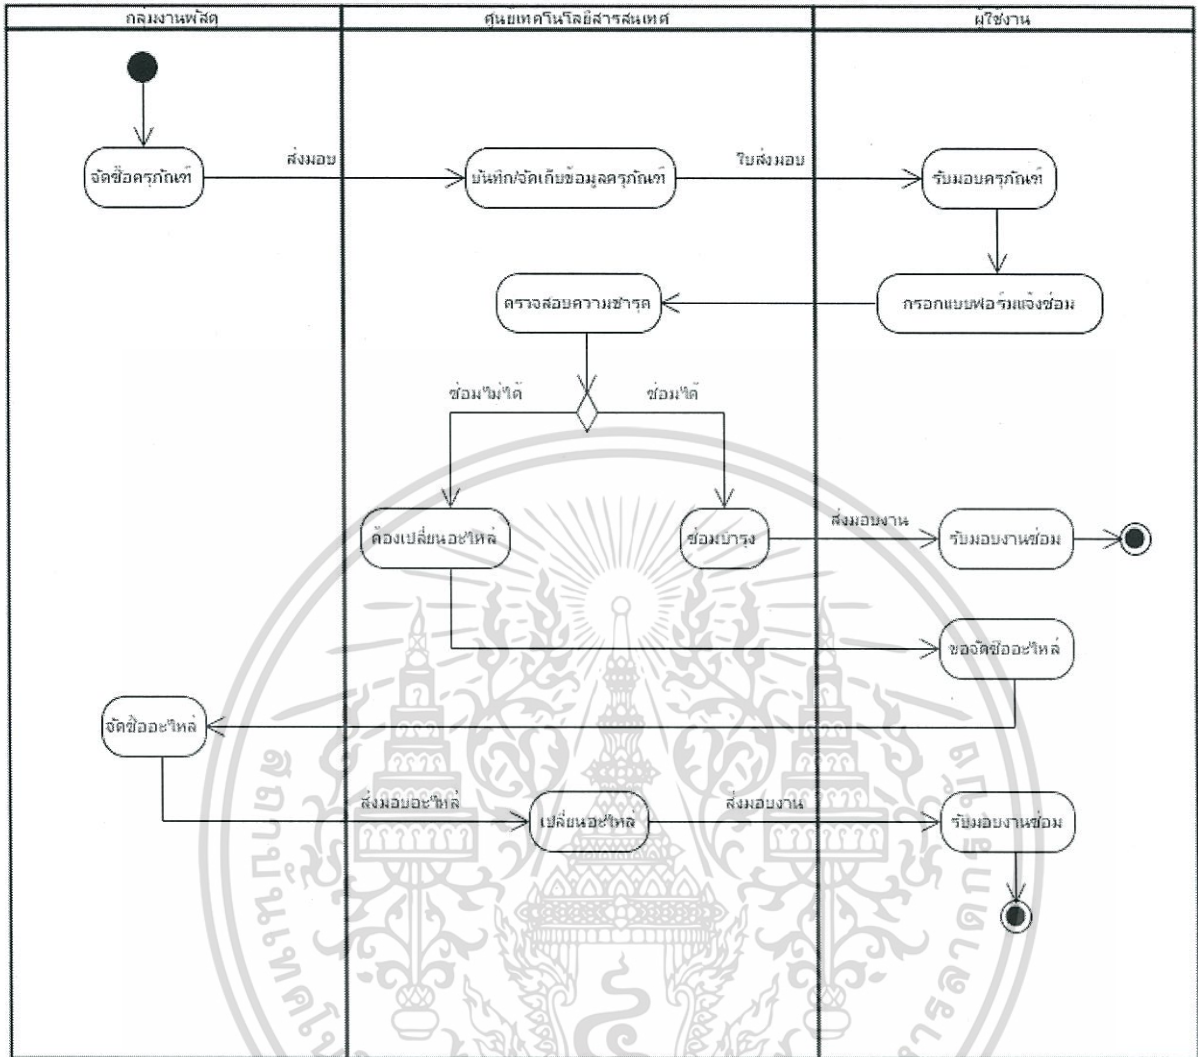 กลุ่มงานพัสดุ
ศูนย์เทคโนโลยีสารสนเทศ
ผู้ใช้งาน
จัดซื้อครุภัณฑ์
ส่งมอบ
บันทึก/จัดเก็บข้อมูลครุภัณฑ์
ใบส่งมอบ
รับมอบครุภัณฑ์
ตรวจสอบความชำรุด
กรอกแบบฟอร์มแจ้งซ่อม
ซ่อมไม่ได้
ซ่อมได้
ต้องเปลี่ยนอะไหล่
ซ่อมบำรุง
ส่งมอบงาน
รับมอบงานซ่อม
ขอจัดซื้ออะไหล่
จัดซื้ออะไหล่
ส่งมอบอะไหล่
เปลี่ยนอะไหล่
ส่งมอบงาน
รับมอบงานซ่อม